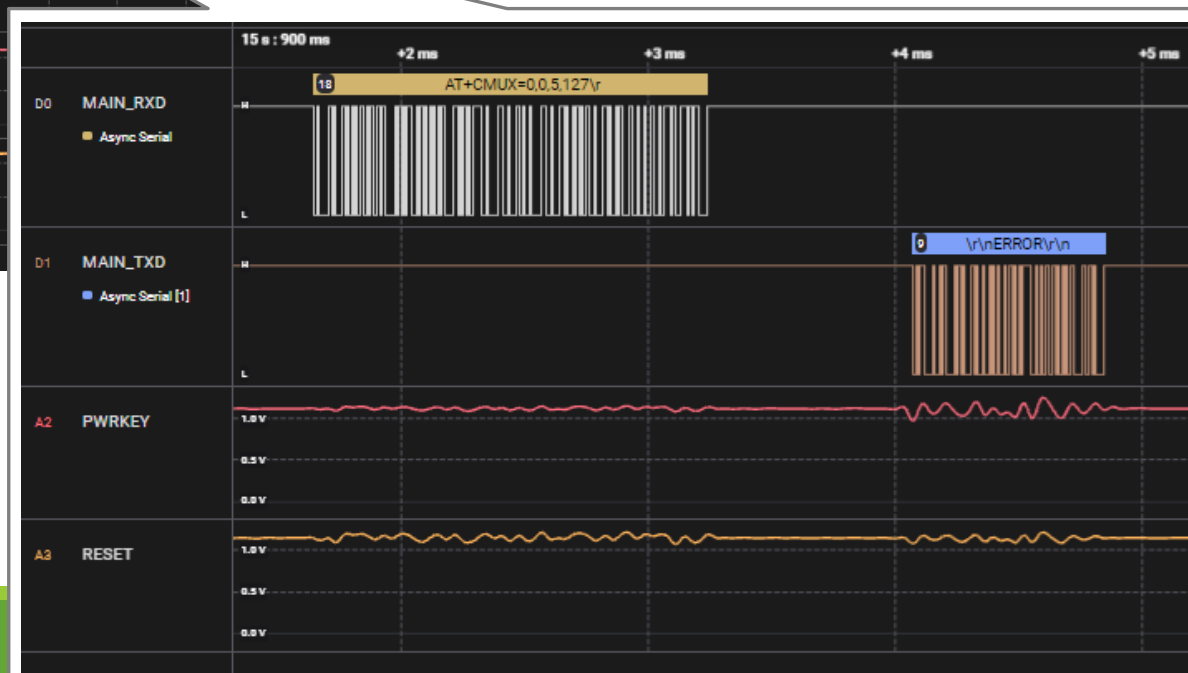 15 s : 900 ms
+2 ms +3 ms +4 ms +5 ms
18 AT+CMUX=0,0,5,127\r
D0 MAIN_RXD
H
Async Serial
L
9 \r\nERROR\r\n
D1 MAIN_TXD
H
Async Serial [1]
L
A2 PWRKEY
1.0 V
0.5 V
0.0 V
A3 RESET
1.0 V
0.5 V
0.0 V